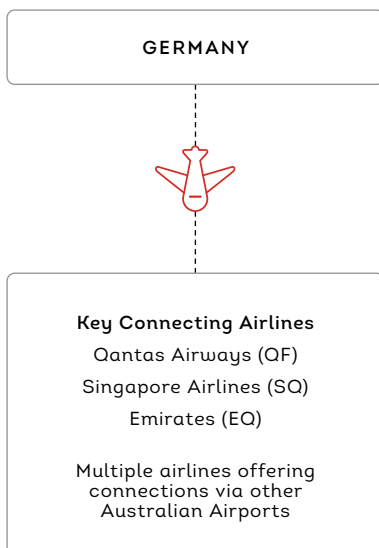 GERMANY
Key Connecting Airlines
Qantas Airways (QF)
Singapore Airlines (SQ)
Emirates (EQ)
Multiple airlines offering
connections via other
Australian Airports